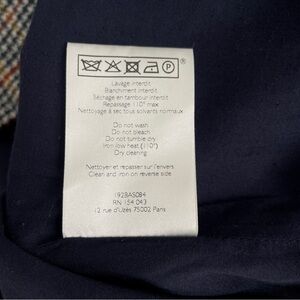 P ®
Lavage interdit
Blanchiment interdit
Séchage en tambour interdit
Repassage 110° max
Nettoyage à sec tous solvants normaux
Do not wash
Do not bleach
Do not tumble dry
Iron low heat (110°)
Dry cleaning
Nettoyer et repasser sur l'envers
Clean and iron on reverse side
192BAS084
RN 154 043
12 rue d'Uzès 75002 Paris